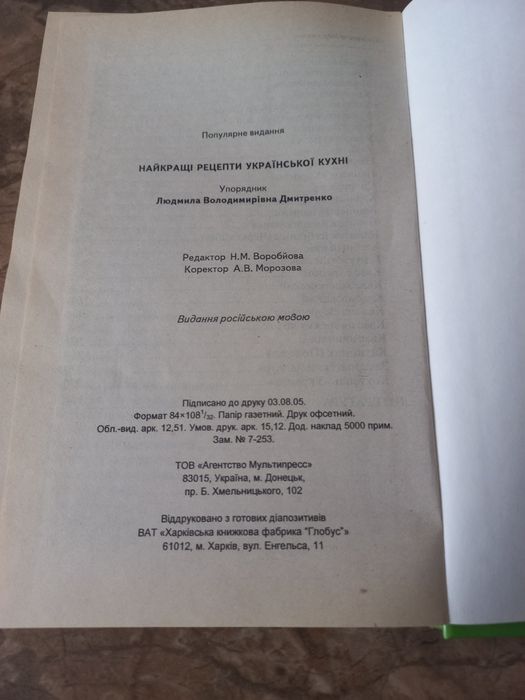 Популярне видання
НАЙКРАЩІ РЕЦЕПТИ УКРАЇНСЬКОЇ КУХНІ
Упорядник
Людмила Володимирівна Дмитренко
Редактор Н.М. Воробйова
Коректор А.В. Морозова
Видання російською мовою
Підписано до друку 03.08.05.
Формат 84×108¹/₃₂. Папір газетний. Друк офсетний.
Обл.-вид. арк. 12,51. Умов. друк. арк. 15,12. Дод. наклад 5000 прим.
Зам. № 7-253.
ТОВ «Агентство Мультипресс»
83015, Україна, м. Донецьк,
пр. Б. Хмельницького, 102
Віддруковано з готових діапозитивів
ВАТ «Харківська книжкова фабрика "Глобус"»
61012, м. Харків, вул. Енгельса, 11